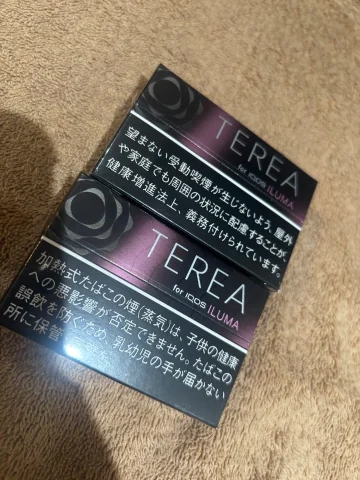 TEREA
for IQOS ILUMA
望まない受動喫煙が生じないよう、屋外
や家庭でも周囲の状況に配慮することが、
健康増進法上、義務付けられています。
TEREA
for IQOS ILUMA
加熱式たばこの煙(蒸気)は、子供の健康
への悪影響が否定できません。たばこの
誤飲を防ぐため、乳幼児の手が届かない
所に保管